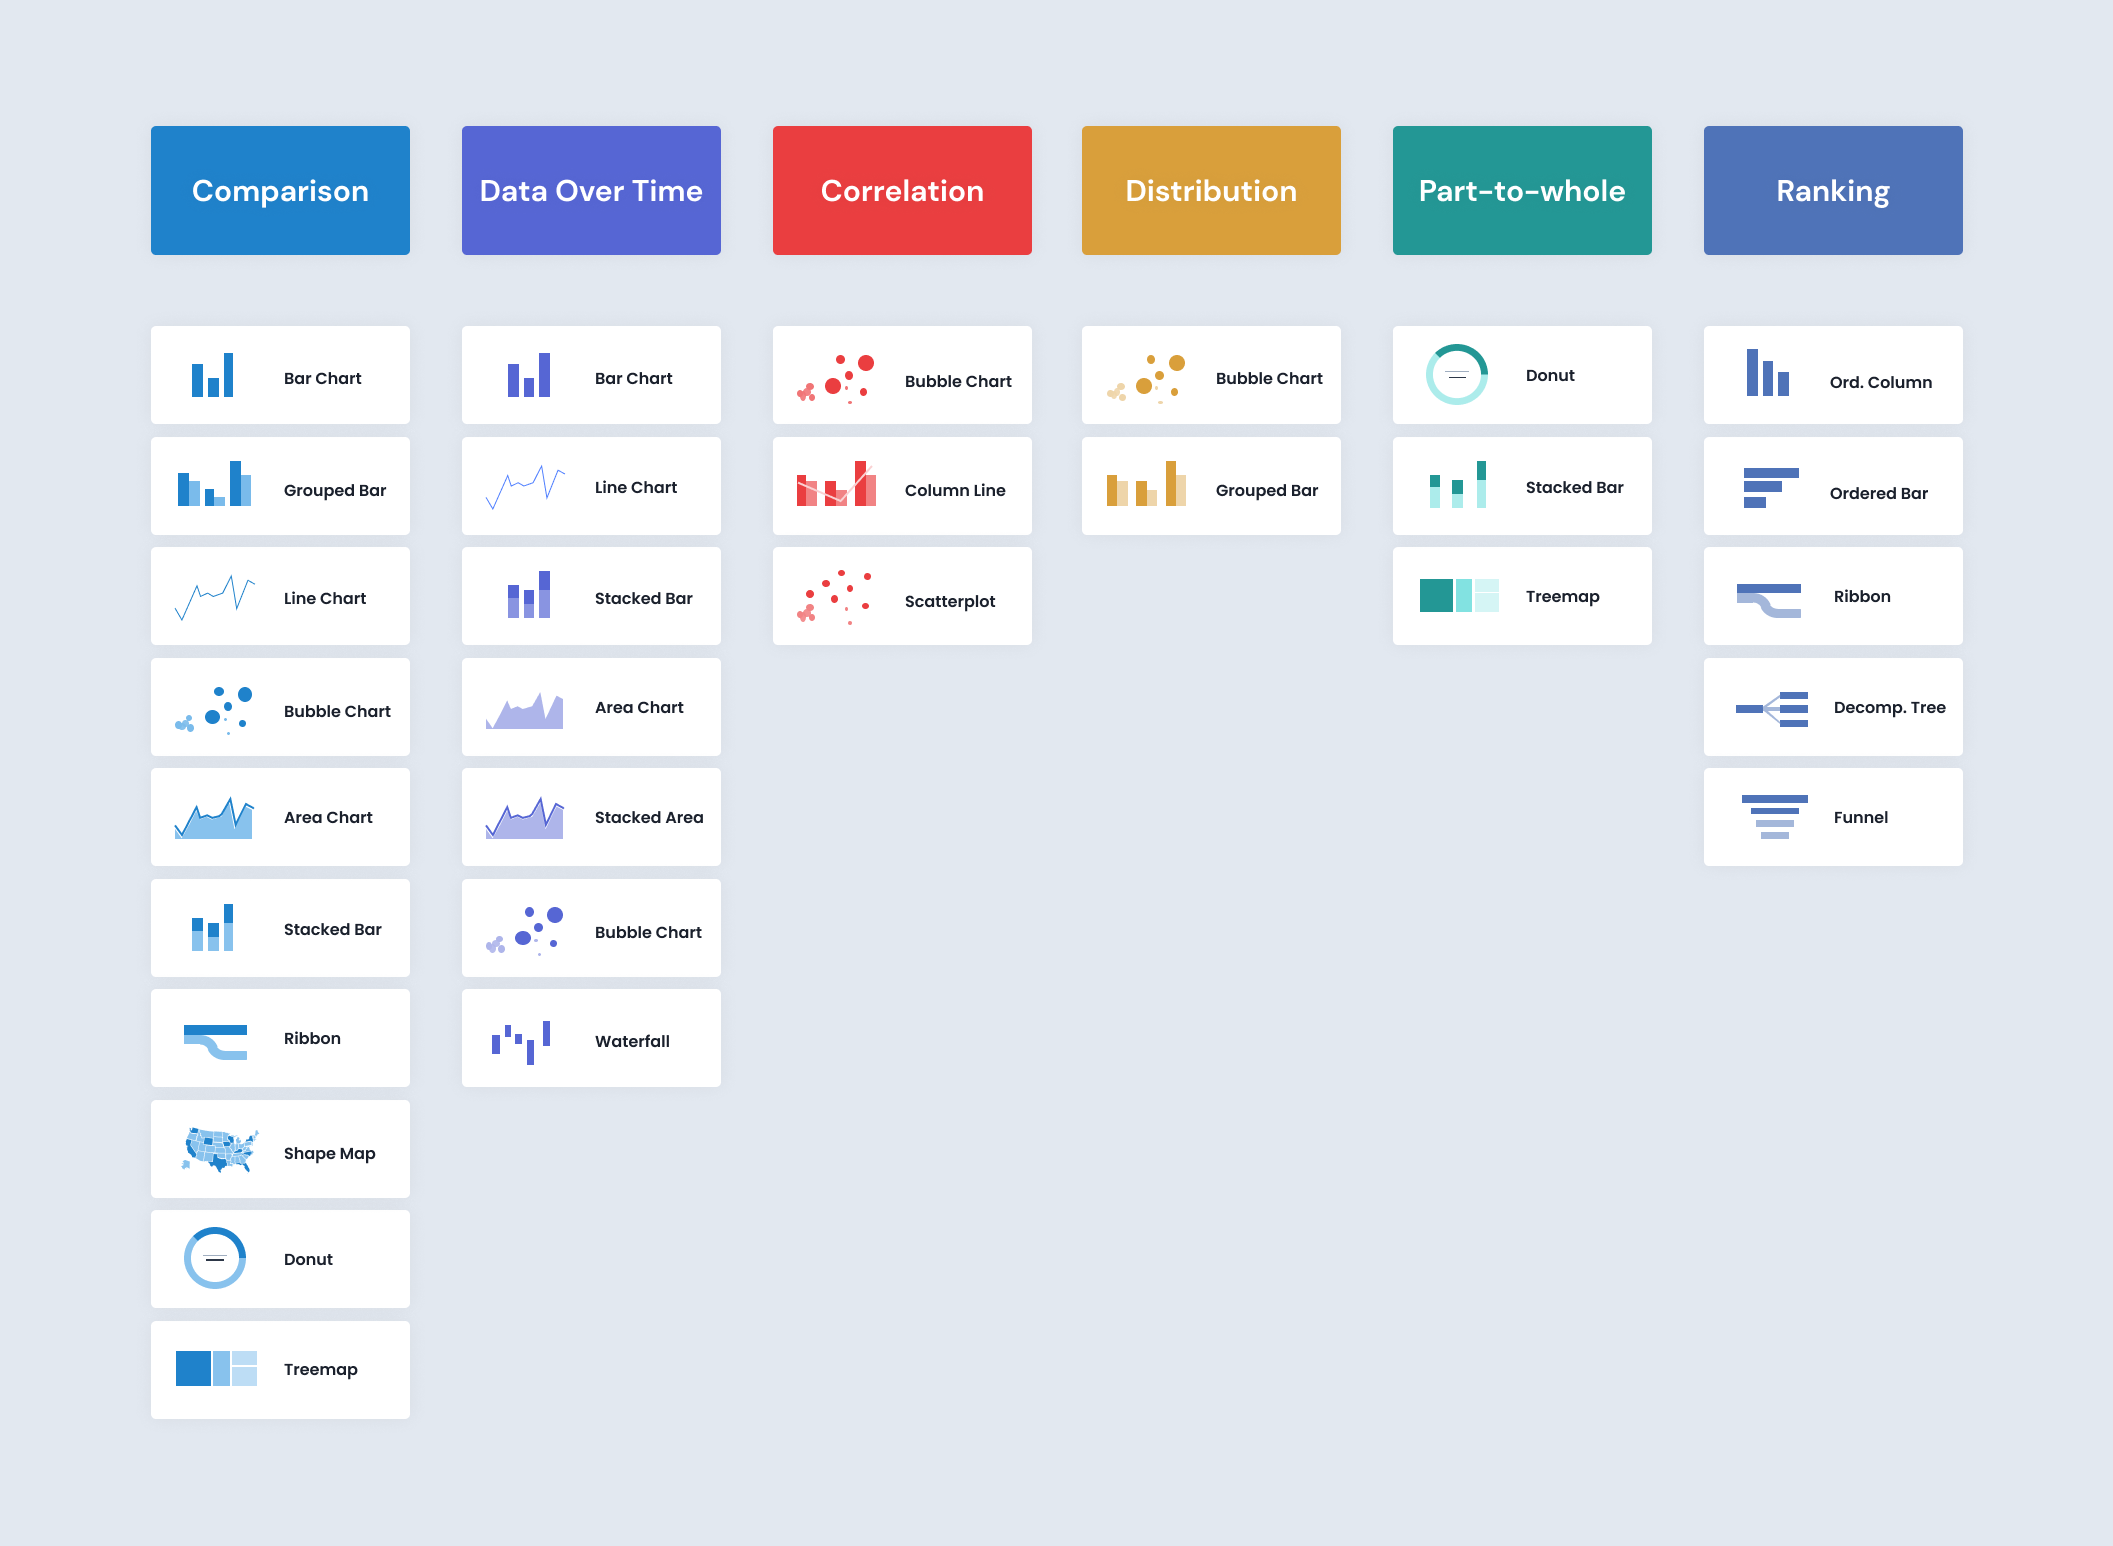 Comparison
Data Over Time
Correlation
Distribution
Part-to-whole
Ranking
Bar Chart
Grouped Bar
Line Chart
Bubble Chart
Area Chart
Stacked Bar
Ribbon
Shape Map
Donut
Treemap
Bar Chart
Line Chart
Stacked Bar
Area Chart
Stacked Area
Bubble Chart
Waterfall
Bubble Chart
Column Line
Scatterplot
Bubble Chart
Grouped Bar
Donut
Stacked Bar
Treemap
Ord. Column
Ordered Bar
Ribbon
Decomp. Tree
Funnel